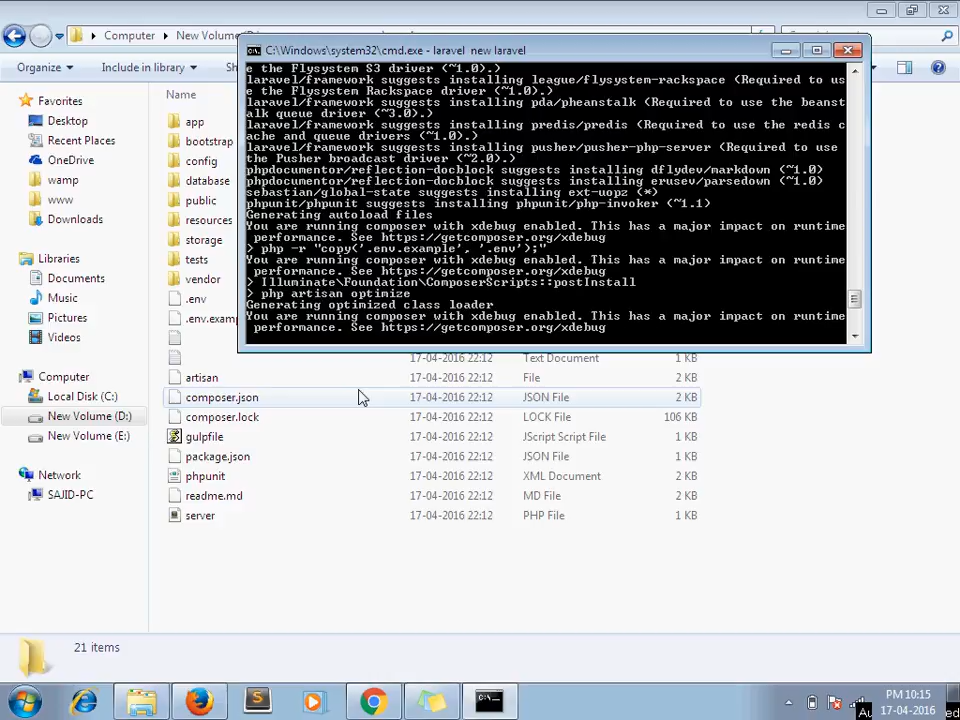 Computer
New Volume (D:)
C:\Windows\system32\cmd.exe - laravel new laravel
Organize
Include in library
e the Flysystem S3 driver (~1.0).)
laravel/framework suggests installing league/flysystem-rackspace (Required to us
e the Flysystem Rackspace driver (~1.0).)
laravel/framework suggests installing pda/pheanstalk (Required to use the beanst
alk queue driver (~3.0).)
laravel/framework suggests installing predis/predis (Required to use the redis c
ache and queue drivers (~1.0).)
laravel/framework suggests installing pusher/pusher-php-server (Required to use
the Pusher broadcast driver (~2.0).)
phpdocumentor/reflection-docblock suggests installing dflydev/markdown (~1.0)
phpdocumentor/reflection-docblock suggests installing erusev/parsedown (~1.0)
sebastian/global-state suggests installing ext-uopz (*)
phpunit/phpunit suggests installing phpunit/php-invoker (~1.1)
Generating autoload files
You are running composer with xdebug enabled. This has a major impact on runtime
performance. See https://getcomposer.org/xdebug
> php -r "copy('.env.example', '.env');"
You are running composer with xdebug enabled. This has a major impact on runtime
performance. See https://getcomposer.org/xdebug
> Illuminate\Foundation\ComposerScripts::postInstall
> php artisan optimize
Generating optimized class loader
You are running composer with xdebug enabled. This has a major impact on runtime
performance. See https://getcomposer.org/xdebug
Favorites
Desktop
Recent Places
OneDrive
wamp
www
Downloads
Libraries
Documents
Music
Pictures
Videos
Computer
Local Disk (C:)
New Volume (D:)
New Volume (E:)
Network
SAJID-PC
Name
app
bootstrap
config
database
public
resources
storage
tests
vendor
.env
.env.examp
17-04-2016 22:12 Text Document 1 KB
artisan 17-04-2016 22:12 File 2 KB
composer.json 17-04-2016 22:12 JSON File 2 KB
composer.lock 17-04-2016 22:12 LOCK File 106 KB
gulpfile 17-04-2016 22:12 JScript Script File 1 KB
package.json 17-04-2016 22:12 JSON File 1 KB
phpunit 17-04-2016 22:12 XML Document 2 KB
readme.md 17-04-2016 22:12 MD File 2 KB
server 17-04-2016 22:12 PHP File 1 KB
21 items
C:\
PM 10:15
17-04-2016